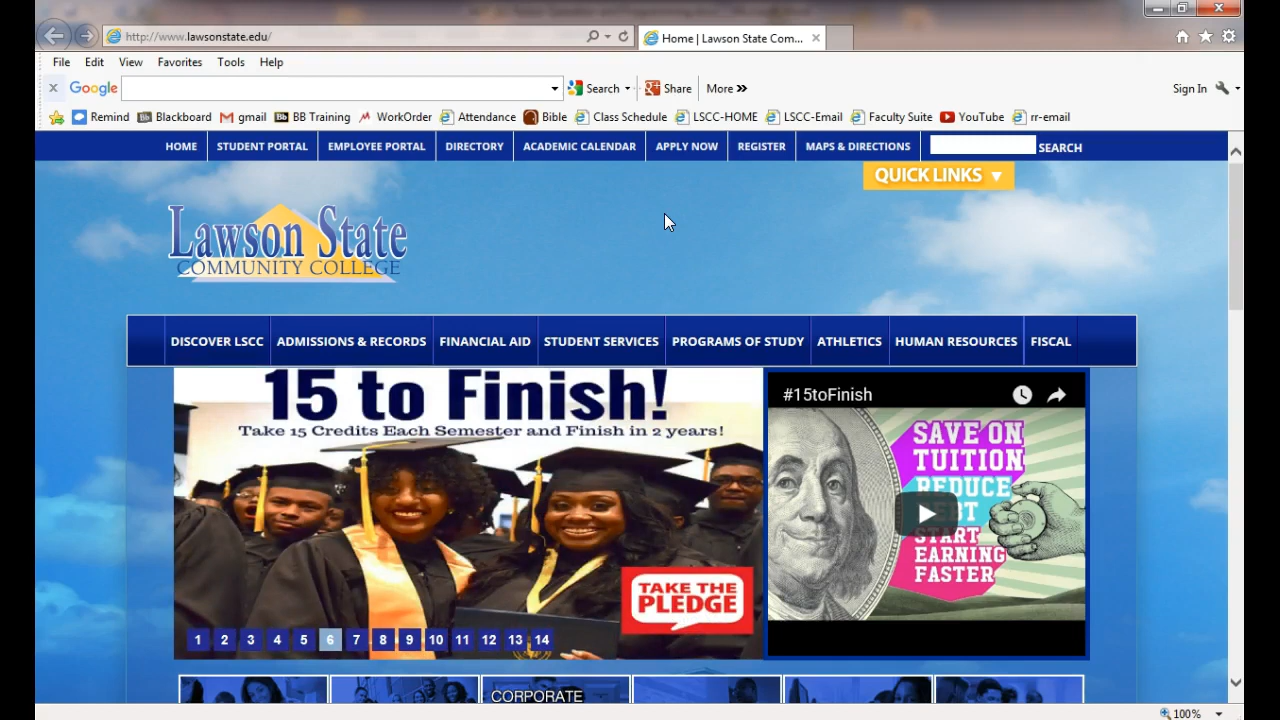 http://www.lawsonstate.edu/
Home | Lawson State Com...
File Edit View Favorites Tools Help
x Google Search Share More » Sign In
Remind Blackboard gmail BB Training WorkOrder Attendance Bible Class Schedule LSCC-HOME LSCC-Email Faculty Suite YouTube rr-email
HOME STUDENT PORTAL EMPLOYEE PORTAL DIRECTORY ACADEMIC CALENDAR APPLY NOW REGISTER MAPS & DIRECTIONS SEARCH
QUICK LINKS ▼
Lawson State
COMMUNITY COLLEGE
DISCOVER LSCC ADMISSIONS & RECORDS FINANCIAL AID STUDENT SERVICES PROGRAMS OF STUDY ATHLETICS HUMAN RESOURCES FISCAL
15 to Finish!
Take 15 Credits Each Semester and Finish in 2 years!
TAKE THE
PLEDGE
1 2 3 4 5 6 7 8 9 10 11 12 13 14
#15toFinish
SAVE ON
TUITION
REDUCE
DEBT
START
EARNING
FASTER
CORPORATE
100%